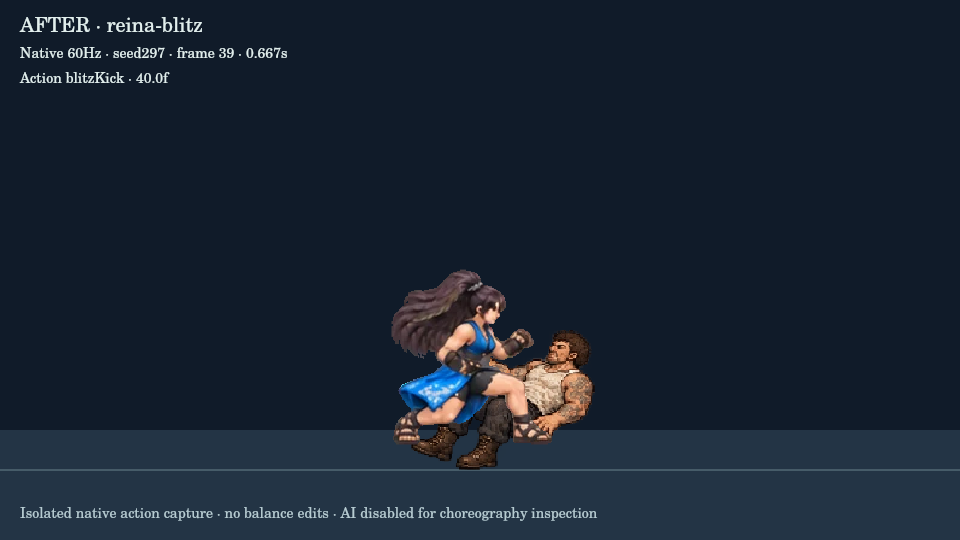 AFTER · reina-blitz
Native 60Hz · seed297 · frame 39 · 0.667s
Action blitzKick · 40.0f
Isolated native action capture · no balance edits · AI disabled for choreography inspection